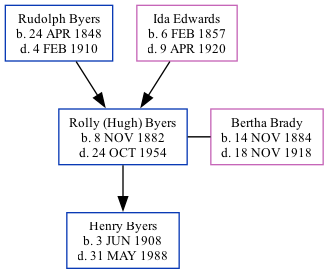 Rudolph Byers
b. 24 APR 1848
d. 4 FEB 1910
Ida Edwards
b. 6 FEB 1857
d. 9 APR 1920
Rolly (Hugh) Byers
b. 8 NOV 1882
d. 24 OCT 1954
Bertha Brady
b. 14 NOV 1884
d. 18 NOV 1918
Henry Byers
b. 3 JUN 1908
d. 31 MAY 1988